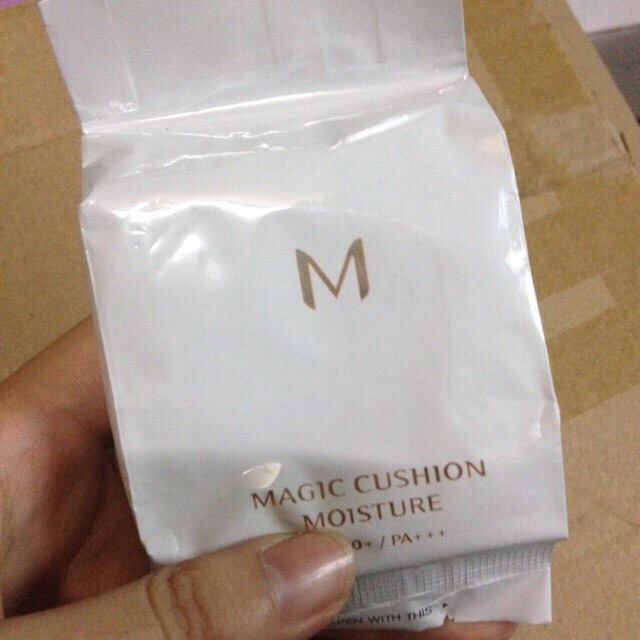 M
MAGIC CUSHION
MOISTURE
0+ / PA+++
OPEN WITH THIS